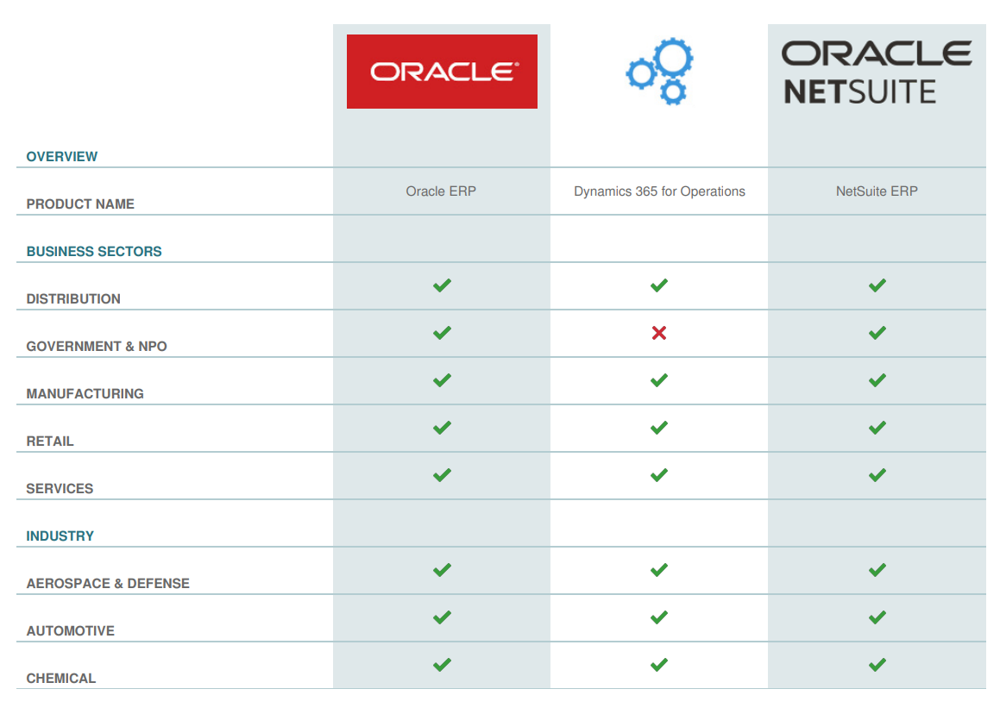 ORACLE®
ORACLE
NETSUITE
OVERVIEW
PRODUCT NAME Oracle ERP Dynamics 365 for Operations NetSuite ERP
BUSINESS SECTORS
DISTRIBUTION
GOVERNMENT & NPO
MANUFACTURING
RETAIL
SERVICES
INDUSTRY
AEROSPACE & DEFENSE
AUTOMOTIVE
CHEMICAL